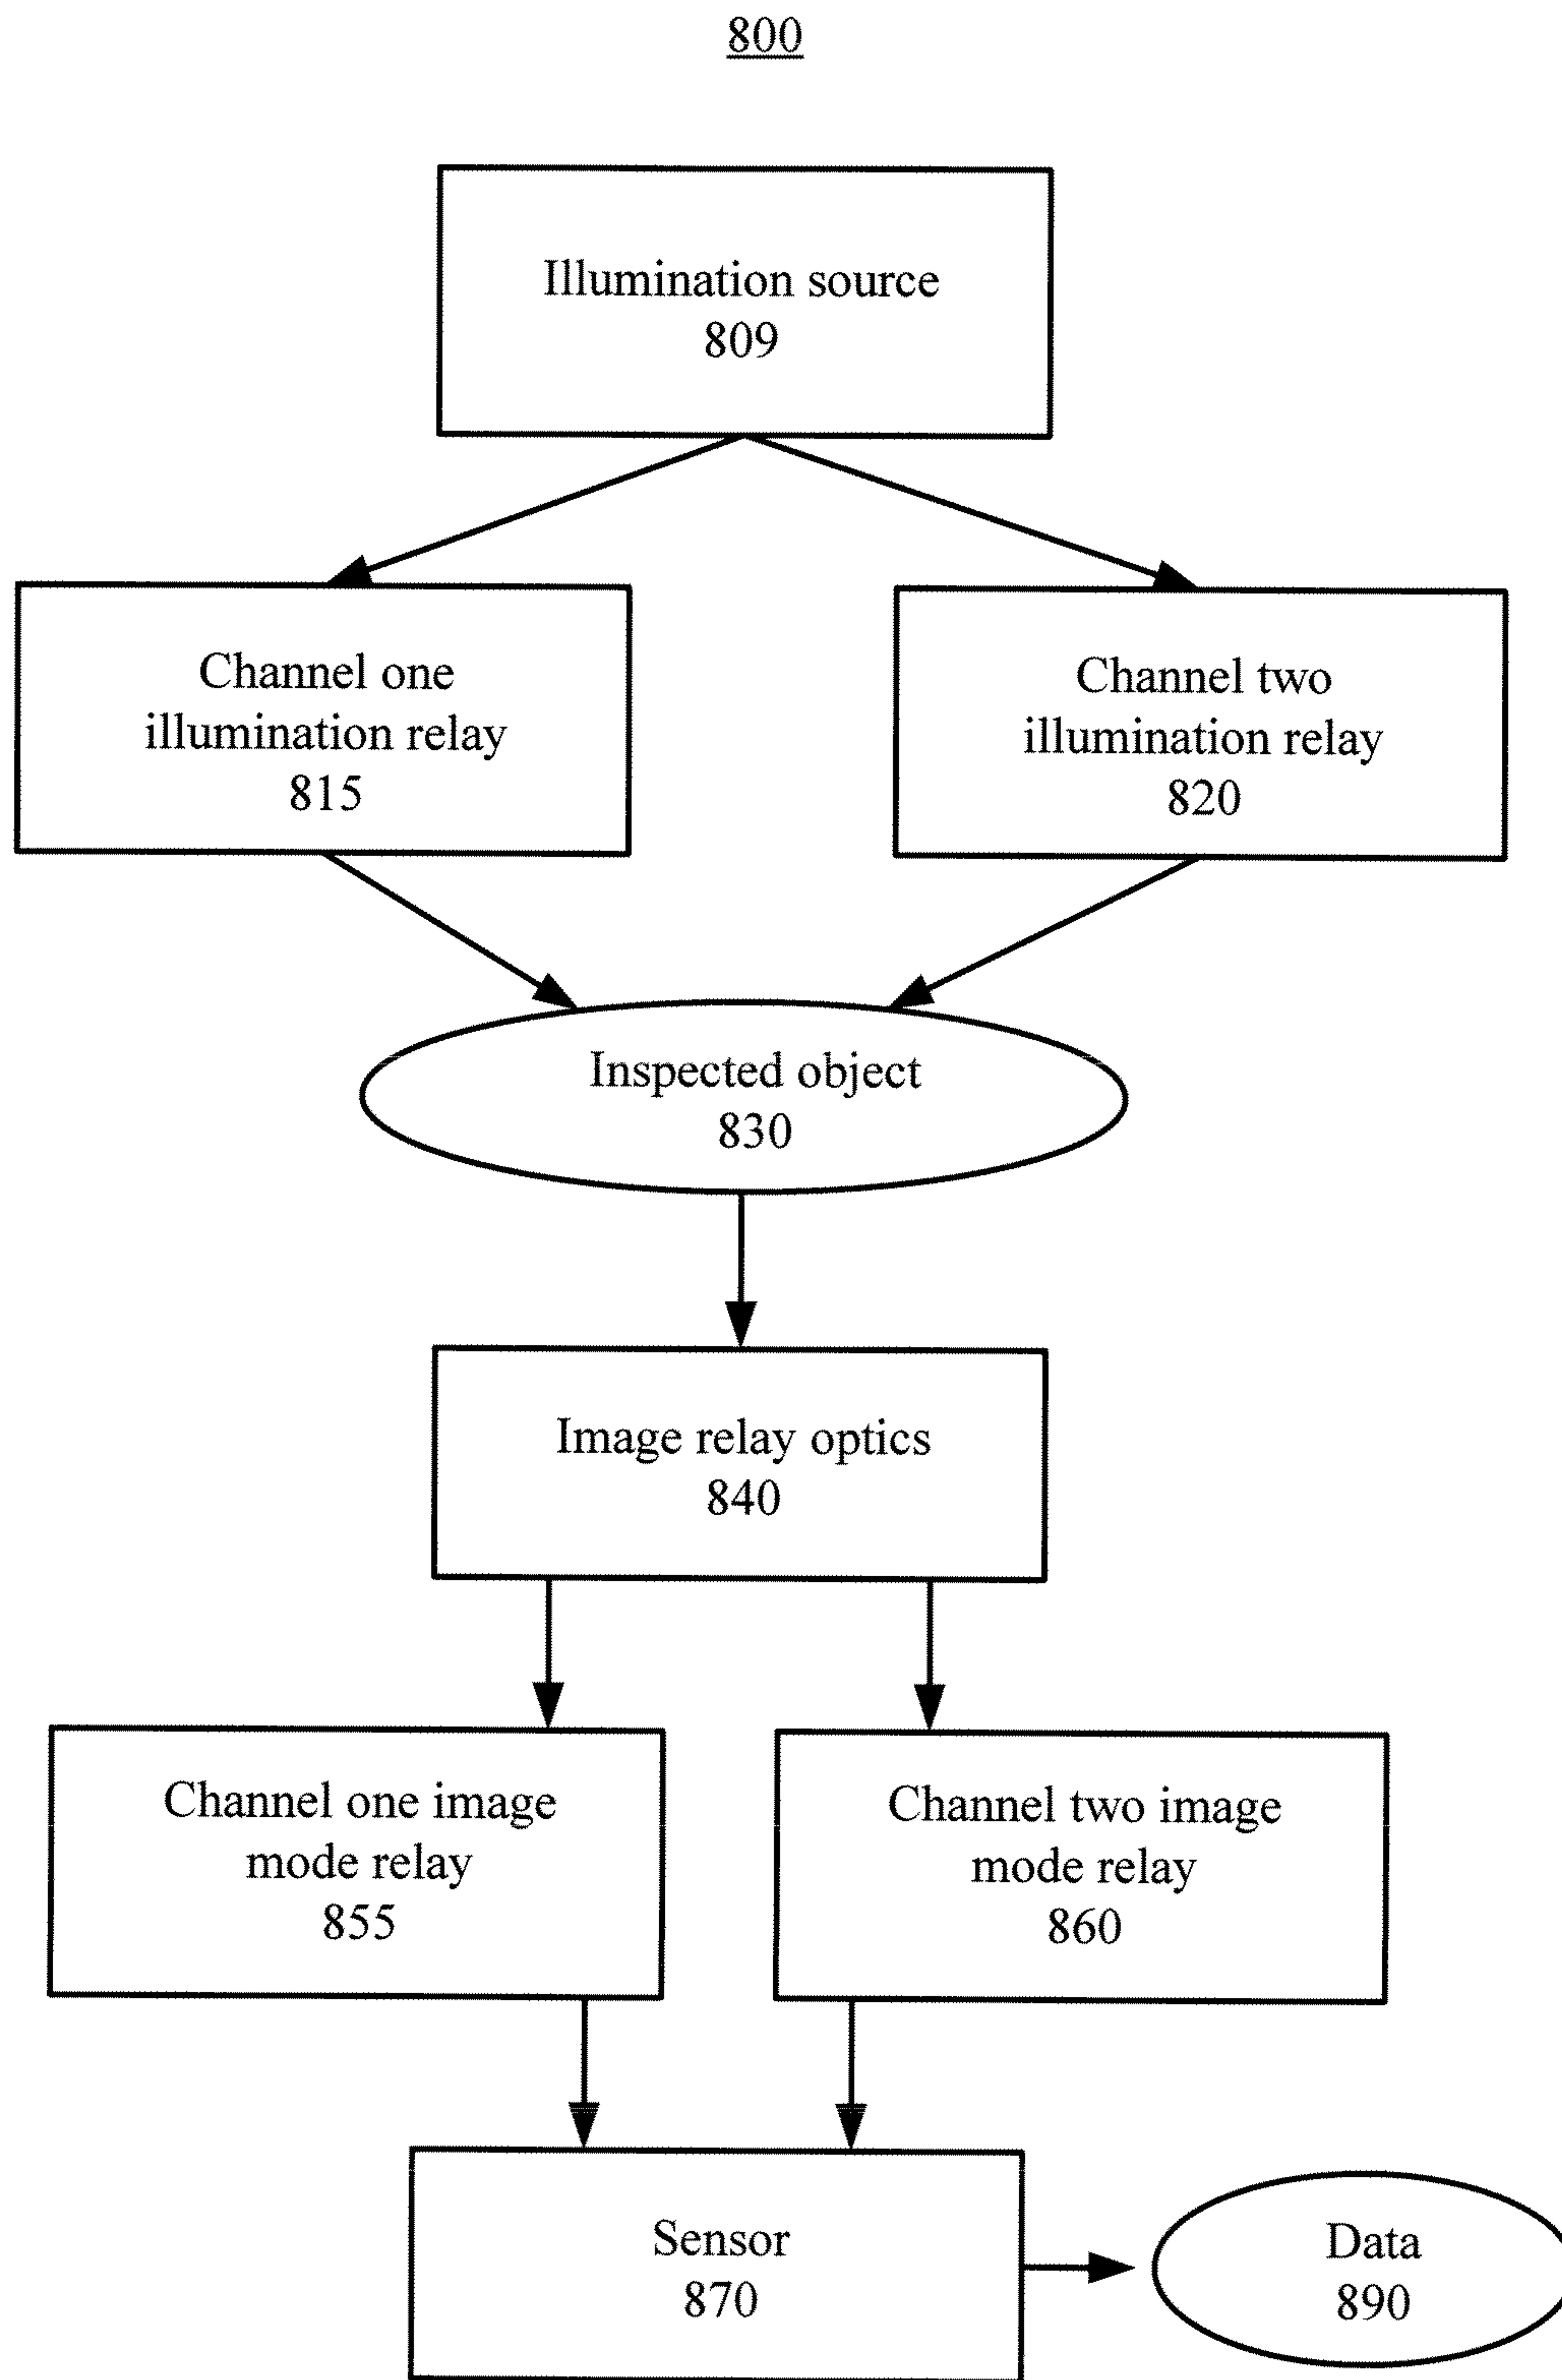 800
Illumination source
809
Channel one
illumination relay
815
Channel two
illumination relay
820
Inspected object
830
Image relay optics
840
Channel one image
mode relay
855
Channel two image
mode relay
860
Sensor
870
Data
890